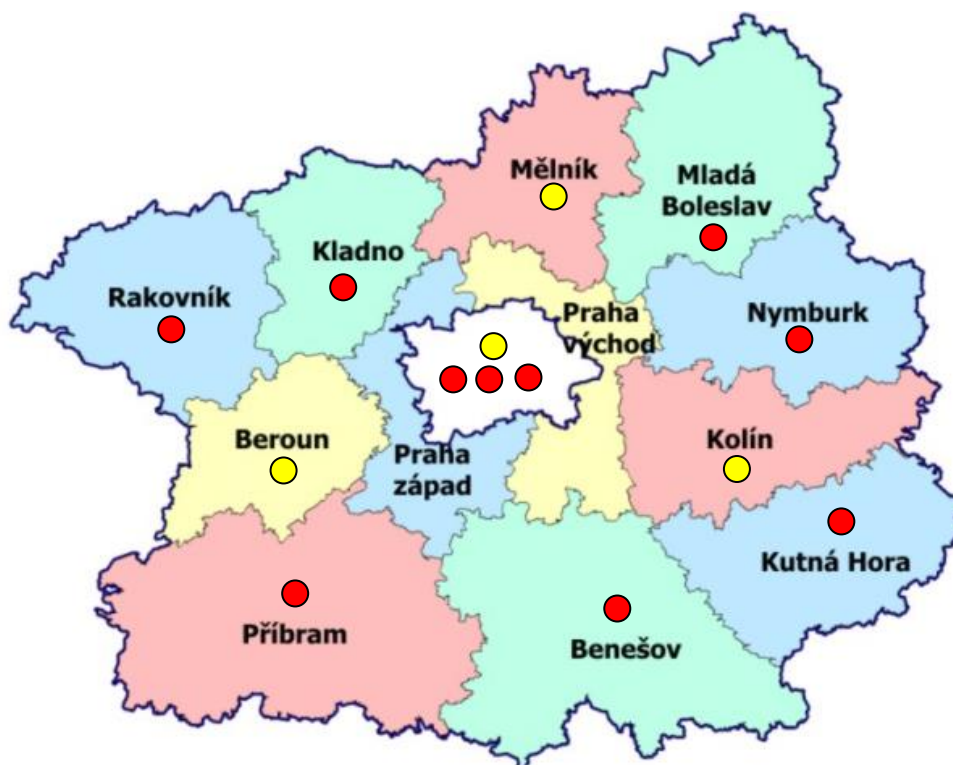 Mělník
Mladá
Boleslav
Kladno
Rakovník
Praha
východ
Nymburk
Beroun
Praha
západ
Kolín
Kutná Hora
Příbram
Benešov